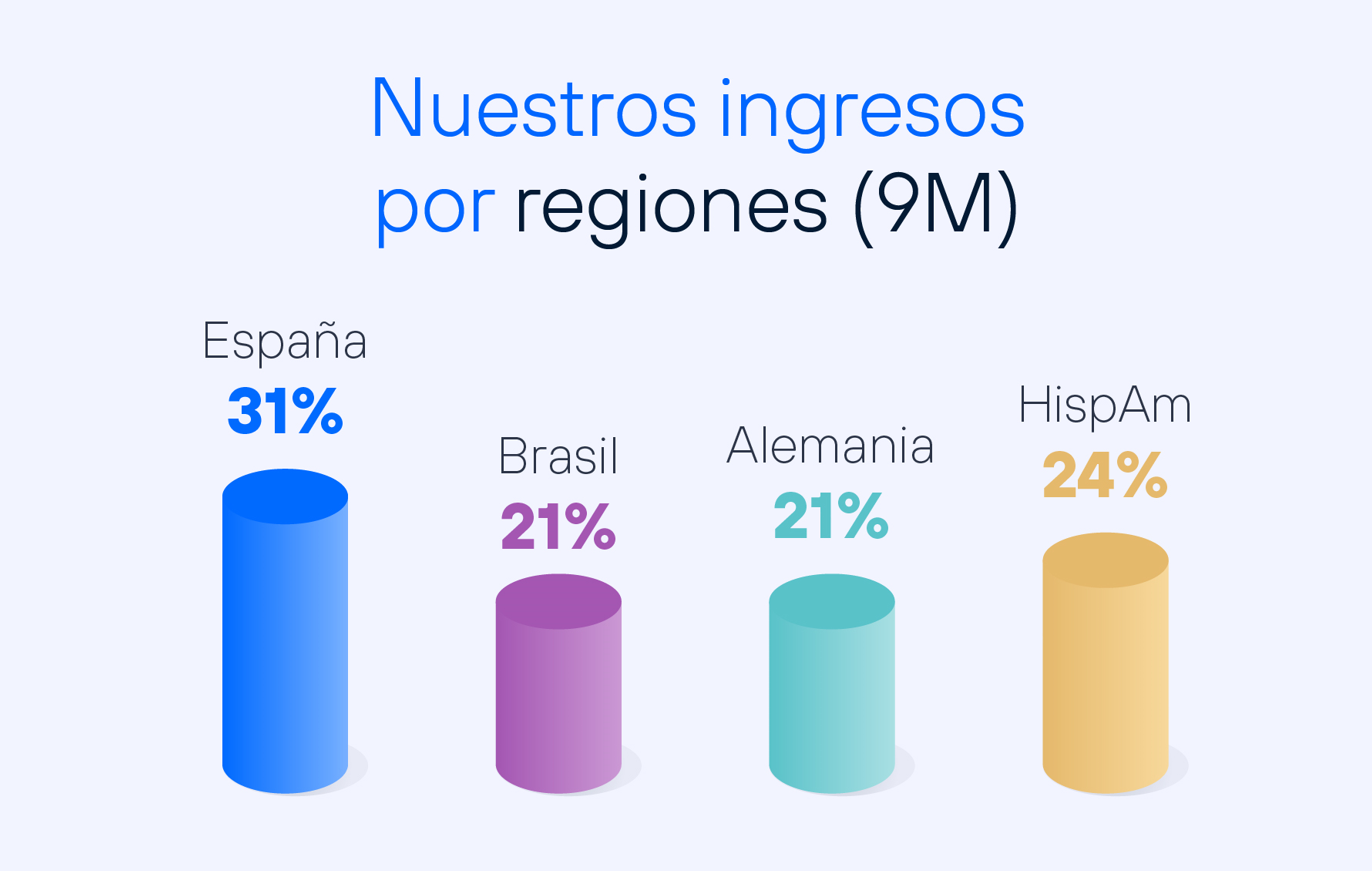 Nuestros ingresos
por regiones (9M)
España
31%
Brasil
21%
Alemania
21%
HispAm
24%